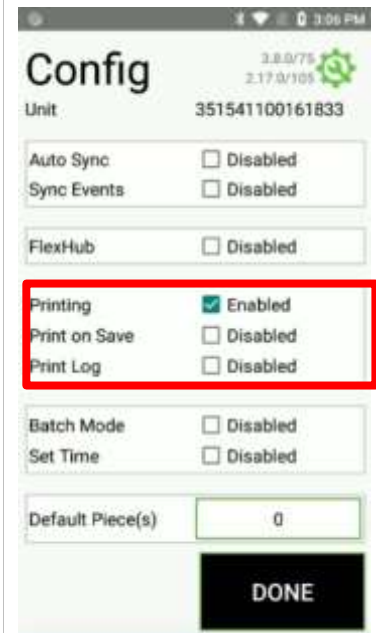 3:06 PM
Config
3.8.0/75
2.17.0/105
Unit 351541100161833
Auto Sync Disabled
Sync Events Disabled
FlexHub Disabled
Printing Enabled
Print on Save Disabled
Print Log Disabled
Batch Mode Disabled
Set Time Disabled
Default Piece(s) 0
DONE